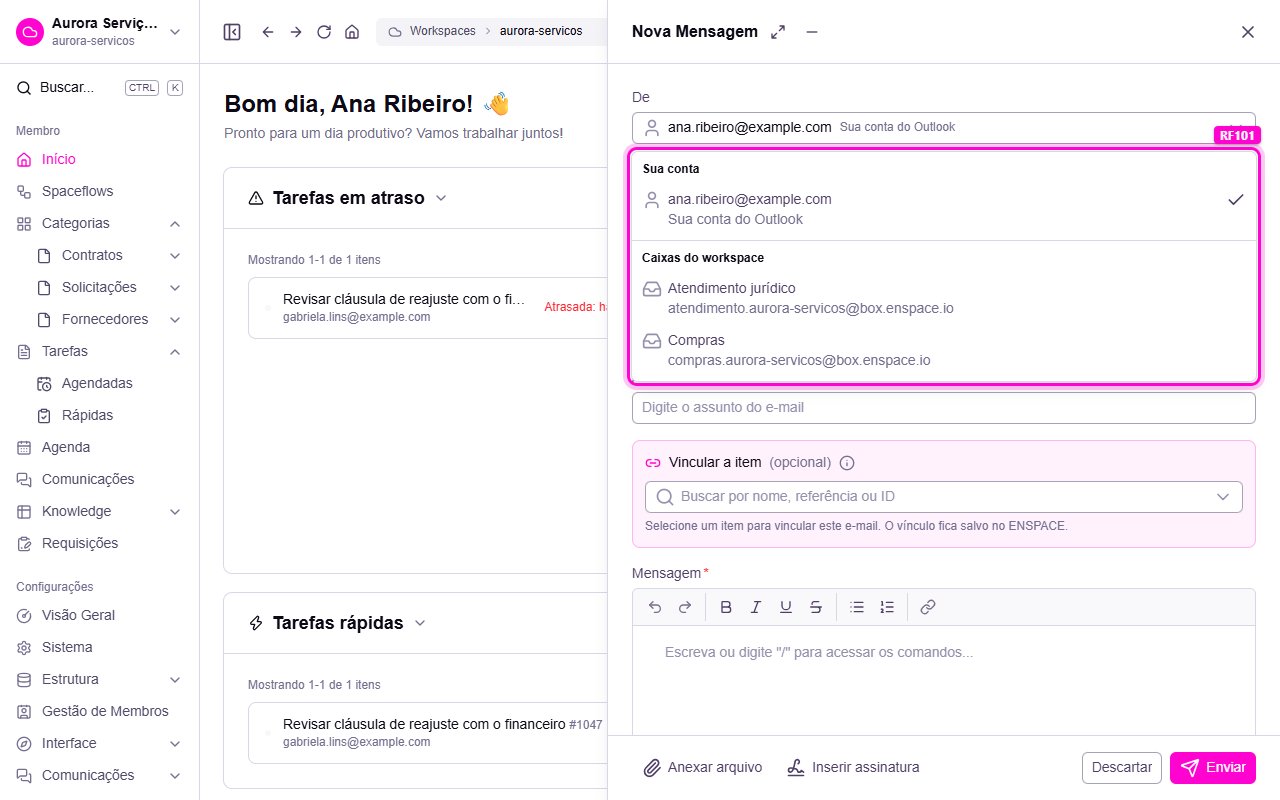 Aurora Serviç...
aurora-servicos
Buscar...
CTRL K
Membro
Início
Spaceflows
Categorias
Contratos
Solicitações
Fornecedores
Tarefas
Agendadas
Rápidas
Agenda
Comunicações
Knowledge
Requisições
Configurações
Visão Geral
Sistema
Estrutura
Gestão de Membros
Interface
Comunicações
Workspaces > aurora-servicos
Bom dia, Ana Ribeiro! 👋
Pronto para um dia produtivo? Vamos trabalhar juntos!
Tarefas em atraso
Mostrando 1-1 de 1 itens
Revisar cláusula de reajuste com o fi...
gabriela.lins@example.com
Atrasada: há
Tarefas rápidas
Mostrando 1-1 de 1 itens
Revisar cláusula de reajuste com o financeiro #1047
gabriela.lins@example.com
Nova Mensagem
De
ana.ribeiro@example.com Sua conta do Outlook
RF101
Sua conta
ana.ribeiro@example.com
Sua conta do Outlook
Caixas do workspace
Atendimento jurídico
atendimento.aurora-servicos@box.enspace.io
Compras
compras.aurora-servicos@box.enspace.io
Digite o assunto do e-mail
Vincular a item (opcional)
Buscar por nome, referência ou ID
Selecione um item para vincular este e-mail. O vínculo fica salvo no ENSPACE.
Mensagem*
Escreva ou digite "/" para acessar os comandos...
Anexar arquivo
Inserir assinatura
Descartar
Enviar